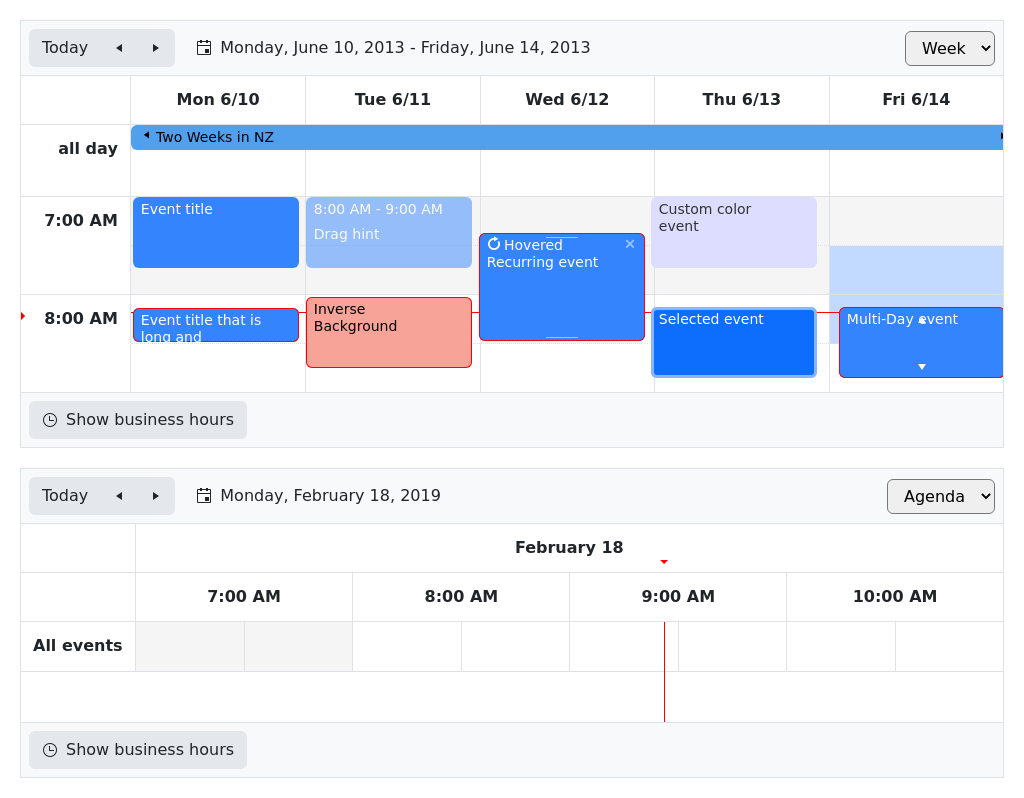 Today Monday, June 10, 2013 - Friday, June 14, 2013 Week
Mon 6/10 Tue 6/11 Wed 6/12 Thu 6/13 Fri 6/14
all day Two Weeks in NZ
7:00 AM
Event title
8:00 AM - 9:00 AM
Drag hint
Hovered
Recurring event
Custom color
event
8:00 AM
Event title that is
long and
Inverse
Background
Selected event
Multi-Day event
Show business hours
Today Monday, February 18, 2019 Agenda
February 18
7:00 AM 8:00 AM 9:00 AM 10:00 AM
All events
Show business hours